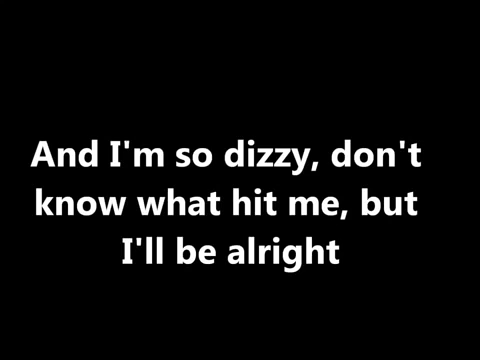 And I'm so dizzy, don't
know what hit me, but
I'll be alright